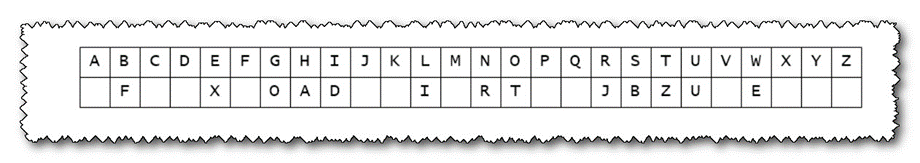 A B C D E F G H I J K L M N O P Q R S T U V W X Y Z
F X O A D I R T J B Z U E